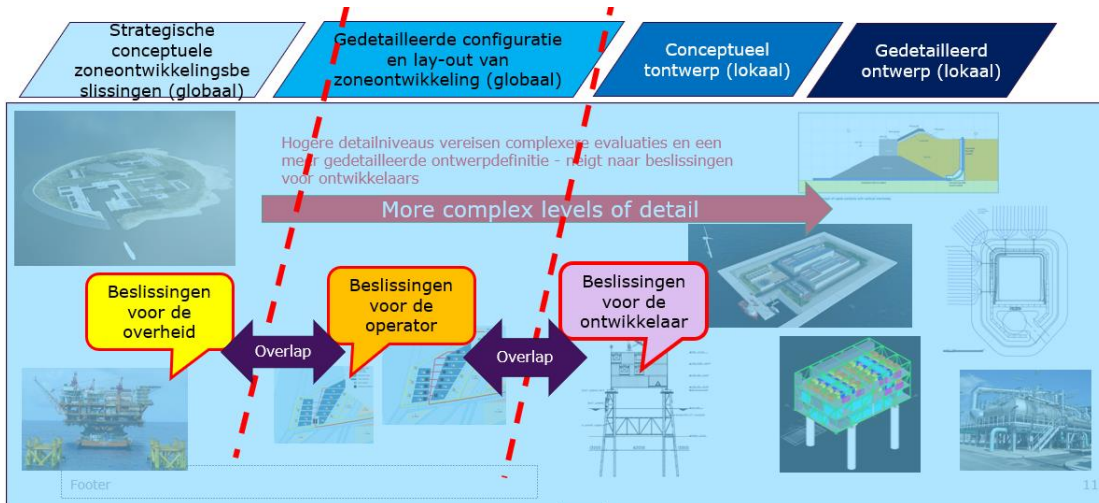 Strategische
conceptuele
zoneontwikkelingsbe
slissingen (globaal)
Gedetailleerde configuratie
en lay-out van
zoneontwikkeling (globaal)
Conceptueel
tontwerp (lokaal)
Gedetailleerd
ontwerp (lokaal)
Hogere detailniveaus vereisen complexere evaluaties en een
meer gedetailleerde ontwerpdefinitie - neigt naar beslissingen
voor ontwikkelaars
More complex levels of detail
Beslissingen
voor de
overheid
Overlap
Beslissingen
voor de
operator
Overlap
Beslissingen
voor de
ontwikkelaar
Footer
11